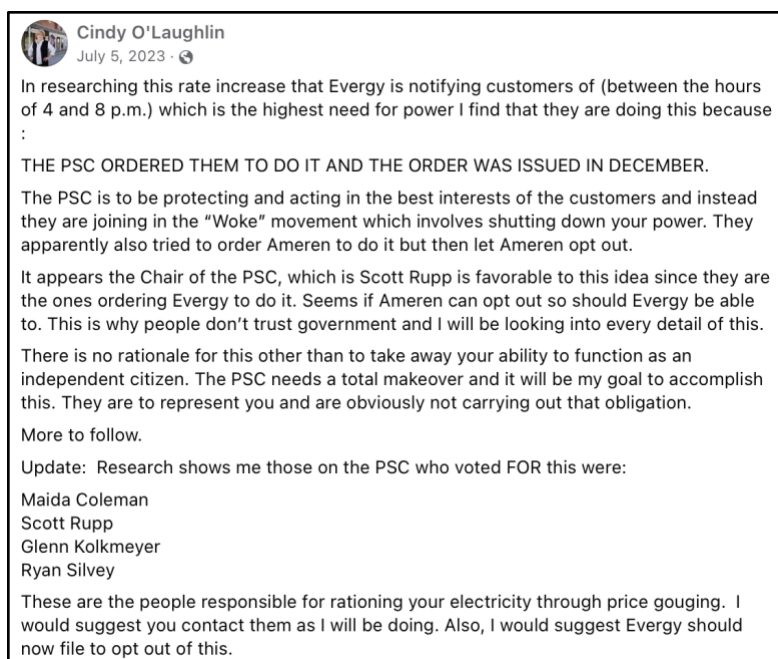 Cindy O'Laughlin
July 5, 2023 ·
In researching this rate increase that Evergy is notifying customers of (between the hours
of 4 and 8 p.m.) which is the highest need for power I find that they are doing this because
:
THE PSC ORDERED THEM TO DO IT AND THE ORDER WAS ISSUED IN DECEMBER.
The PSC is to be protecting and acting in the best interests of the customers and instead
they are joining in the “Woke” movement which involves shutting down your power. They
apparently also tried to order Ameren to do it but then let Ameren opt out.
It appears the Chair of the PSC, which is Scott Rupp is favorable to this idea since they are
the ones ordering Evergy to do it. Seems if Ameren can opt out so should Evergy be able
to. This is why people don’t trust government and I will be looking into every detail of this.
There is no rationale for this other than to take away your ability to function as an
independent citizen. The PSC needs a total makeover and it will be my goal to accomplish
this. They are to represent you and are obviously not carrying out that obligation.
More to follow.
Update: Research shows me those on the PSC who voted FOR this were:
Maida Coleman
Scott Rupp
Glenn Kolkmeyer
Ryan Silvey
These are the people responsible for rationing your electricity through price gouging. I
would suggest you contact them as I will be doing. Also, I would suggest Evergy should
now file to opt out of this.